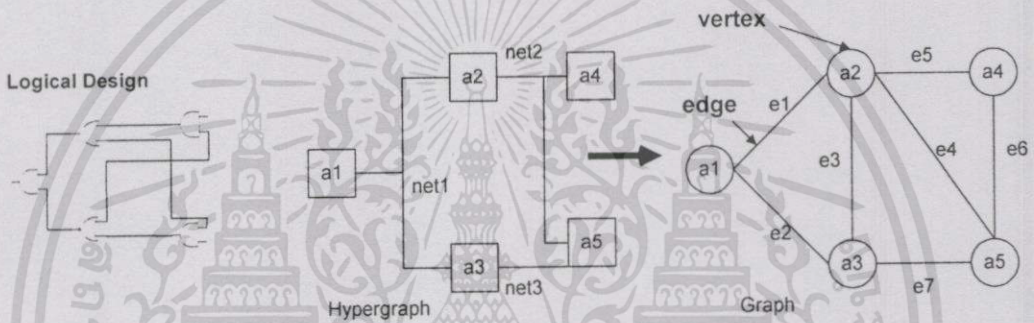 Logical Design
a1
net1
a2
net2
a4
a3
net3
a5
Hypergraph
vertex
edge
a1
e1
e2
a2
e3
e5
a4
e4
e6
a3
e7
a5
Graph